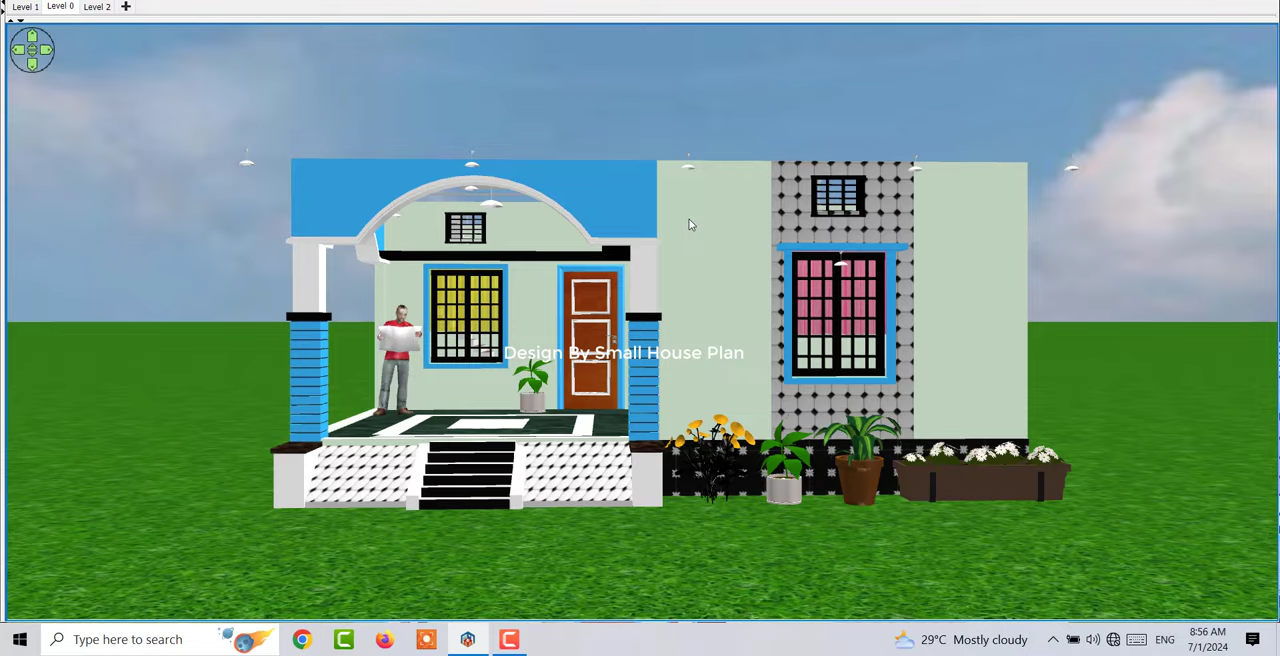 Level 1 Level 0 Level 2
Design By Small House Plan
Type here to search
29°C Mostly cloudy
ENG
8:56 AM
7/1/2024